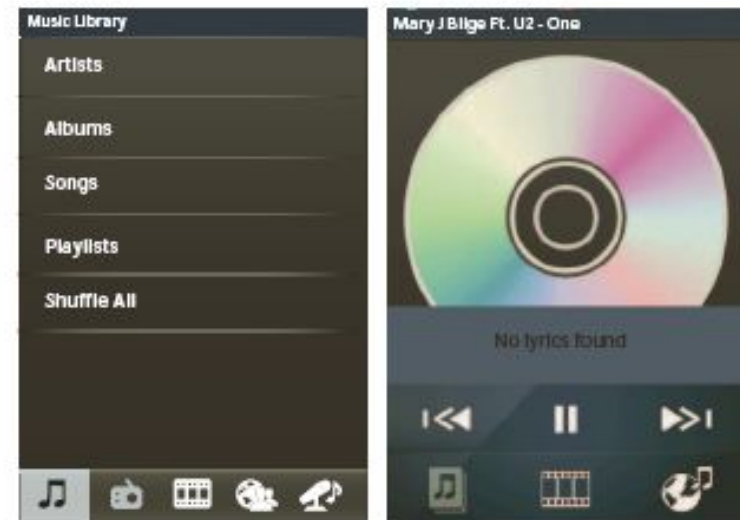 Music Library
Artists
Albums
Songs
Playlists
Shuffle All
Mary J Blige Ft. U2 - One
No lyrics found